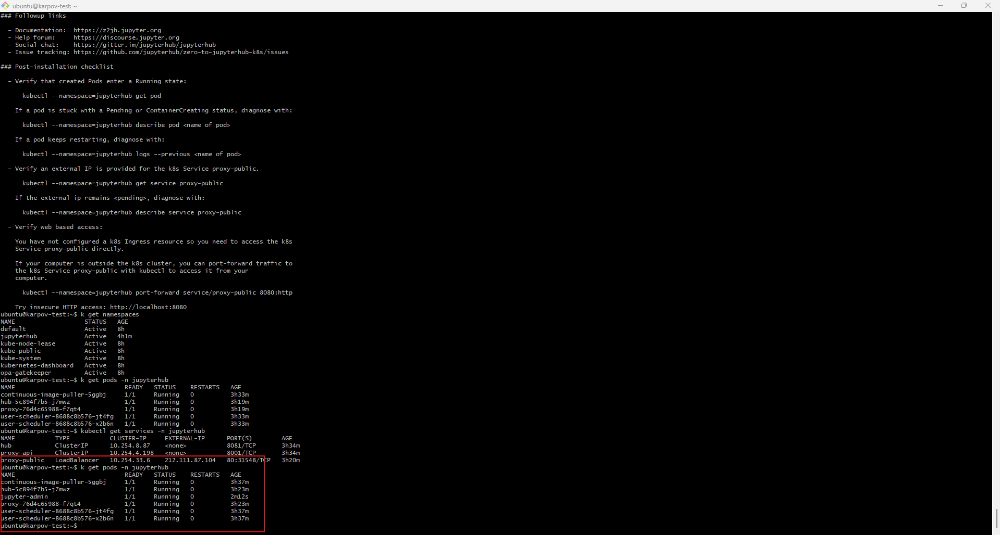 ubuntu@karpov-test: ~
### Followup links
- Documentation:  https://z2jh.jupyter.org
- Help forum:     https://discourse.jupyter.org
- Social chat:    https://gitter.im/jupyterhub/jupyterhub
- Issue tracking: https://github.com/jupyterhub/zero-to-jupyterhub-k8s/issues
### Post-installation checklist
- Verify that created Pods enter a Running state:
kubectl --namespace=jupyterhub get pod
If a pod is stuck with a Pending or ContainerCreating status, diagnose with:
kubectl --namespace=jupyterhub describe pod <name of pod>
If a pod keeps restarting, diagnose with:
kubectl --namespace=jupyterhub logs --previous <name of pod>
- Verify an external IP is provided for the k8s Service proxy-public.
kubectl --namespace=jupyterhub get service proxy-public
If the external ip remains <pending>, diagnose with:
kubectl --namespace=jupyterhub describe service proxy-public
- Verify web based access:
You have not configured a k8s Ingress resource so you need to access the k8s
Service proxy-public directly.
If your computer is outside the k8s cluster, you can port-forward traffic to
the k8s Service proxy-public with kubectl to access it from your
computer.
kubectl --namespace=jupyterhub port-forward service/proxy-public 8080:http
Try insecure HTTP access: http://localhost:8080
ubuntu@karpov-test:~$ k get namespaces
NAME                   STATUS   AGE
default                Active   8h
jupyterhub             Active   4h1m
kube-node-lease        Active   8h
kube-public            Active   8h
kube-system            Active   8h
kubernetes-dashboard   Active   8h
opa-gatekeeper         Active   8h
ubuntu@karpov-test:~$ k get pods -n jupyterhub
NAME                              READY   STATUS    RESTARTS   AGE
continuous-image-puller-5ggbj     1/1     Running   0          3h33m
hub-5c894f7b5-j7mwz               1/1     Running   0          3h19m
proxy-76d4c65988-f7qt4            1/1     Running   0          3h19m
user-scheduler-8688c8b576-jt4fg   1/1     Running   0          3h33m
user-scheduler-8688c8b576-x2b6n   1/1     Running   0          3h33m
ubuntu@karpov-test:~$ kubectl get services -n jupyterhub
NAME           TYPE           CLUSTER-IP     EXTERNAL-IP      PORT(S)        AGE
hub            ClusterIP      10.254.8.87    <none>           8081/TCP       3h34m
proxy-api      ClusterIP      10.254.4.198   <none>           8001/TCP       3h34m
proxy-public   LoadBalancer   10.254.33.6    212.111.87.104   80:31548/TCP   3h20m
ubuntu@karpov-test:~$ k get pods -n jupyterhub
NAME                              READY   STATUS    RESTARTS   AGE
continuous-image-puller-5ggbj     1/1     Running   0          3h37m
hub-5c894f7b5-j7mwz               1/1     Running   0          3h23m
jupyter-admin                     1/1     Running   0          2m12s
proxy-76d4c65988-f7qt4            1/1     Running   0          3h23m
user-scheduler-8688c8b576-jt4fg   1/1     Running   0          3h37m
user-scheduler-8688c8b576-x2b6n   1/1     Running   0          3h37m
ubuntu@karpov-test:~$